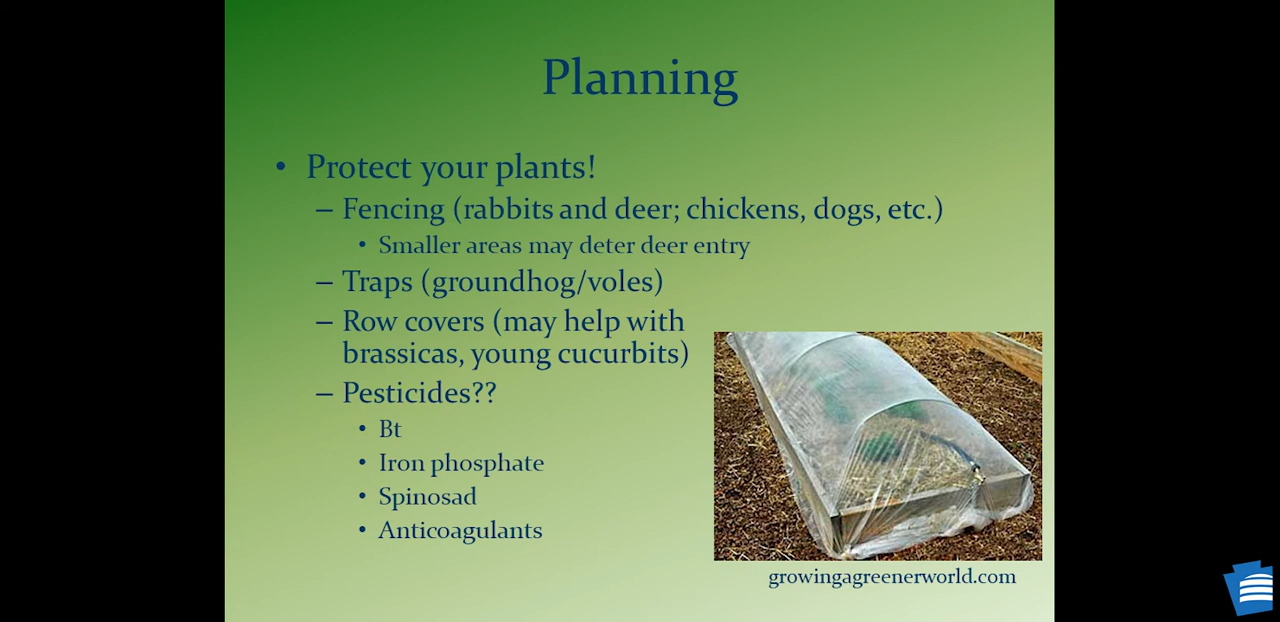 Planning
• Protect your plants!
– Fencing (rabbits and deer; chickens, dogs, etc.)
• Smaller areas may deter deer entry
– Traps (groundhog/voles)
– Row covers (may help with
brassicas, young cucurbits)
– Pesticides??
• Bt
• Iron phosphate
• Spinosad
• Anticoagulants
growingagreenerworld.com